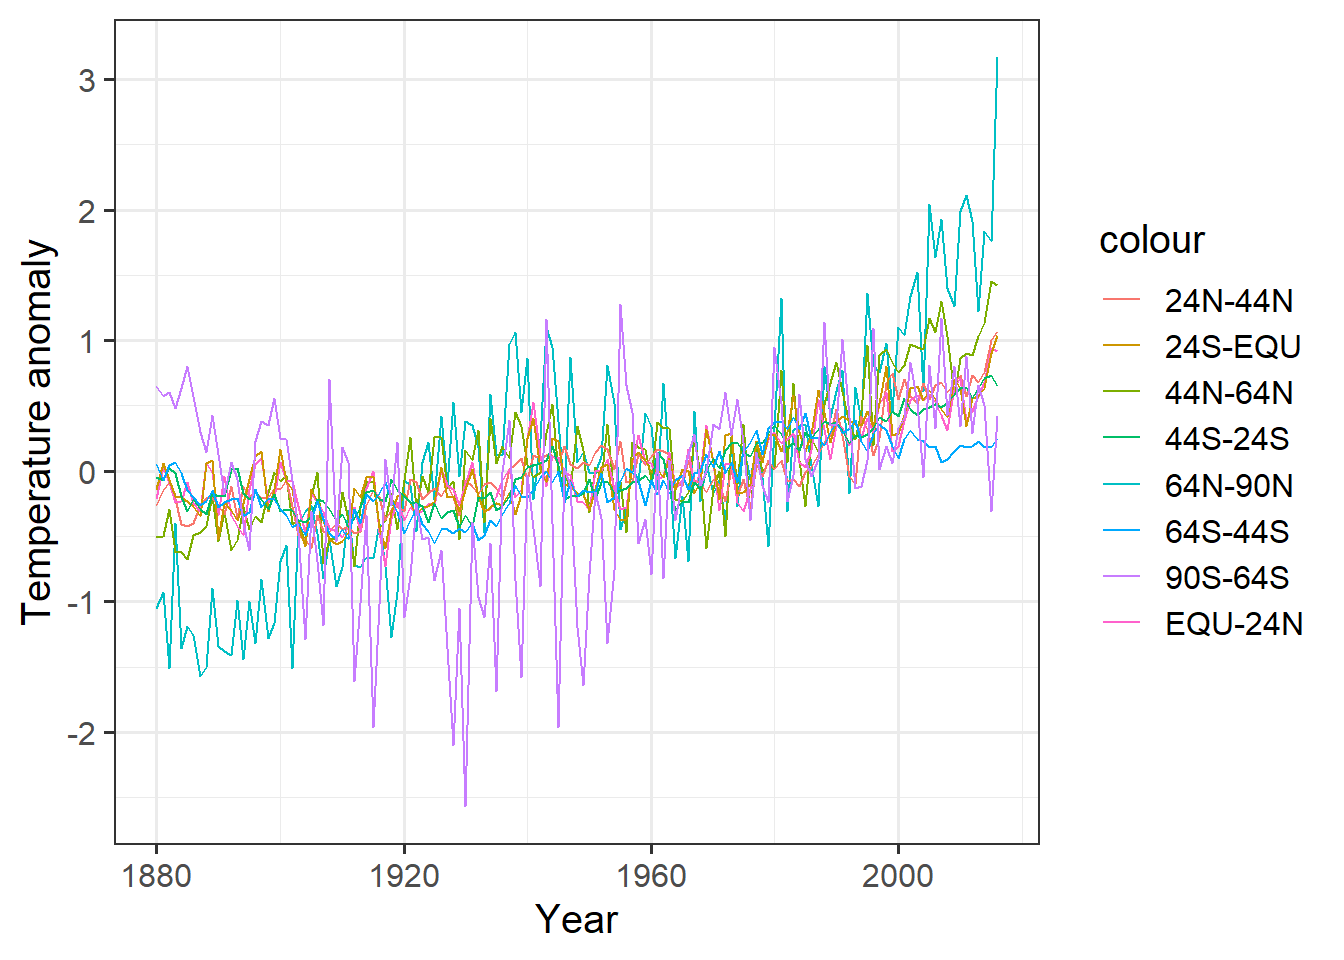 Temperature anomaly
3
2
1
0
-1
-2
1880
1920
1960
2000
Year
colour
24N-44N
24S-EQU
44N-64N
44S-24S
64N-90N
64S-44S
90S-64S
EQU-24N